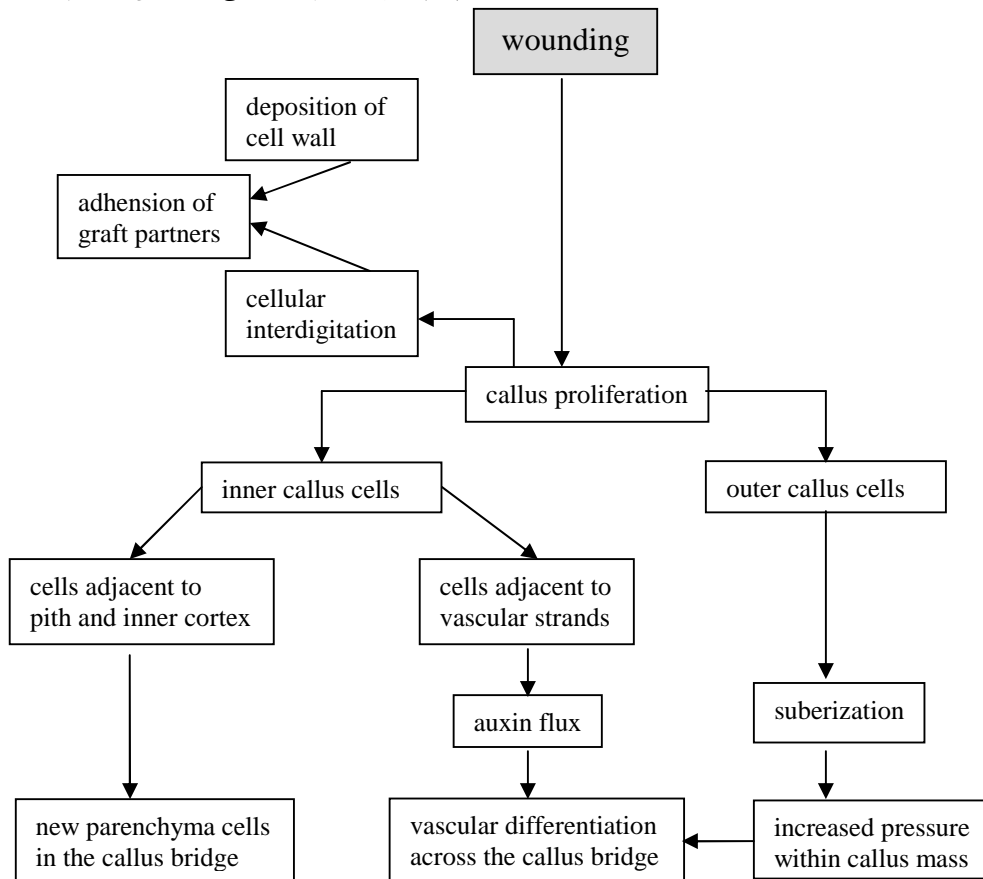 wounding
deposition of
cell wall
adhension of
graft partners
cellular
interdigitation
callus proliferation
inner callus cells
outer callus cells
cells adjacent to
pith and inner cortex
cells adjacent to
vascular strands
auxin flux
suberization
new parenchyma cells
in the callus bridge
vascular differentiation
across the callus bridge
increased pressure
within callus mass